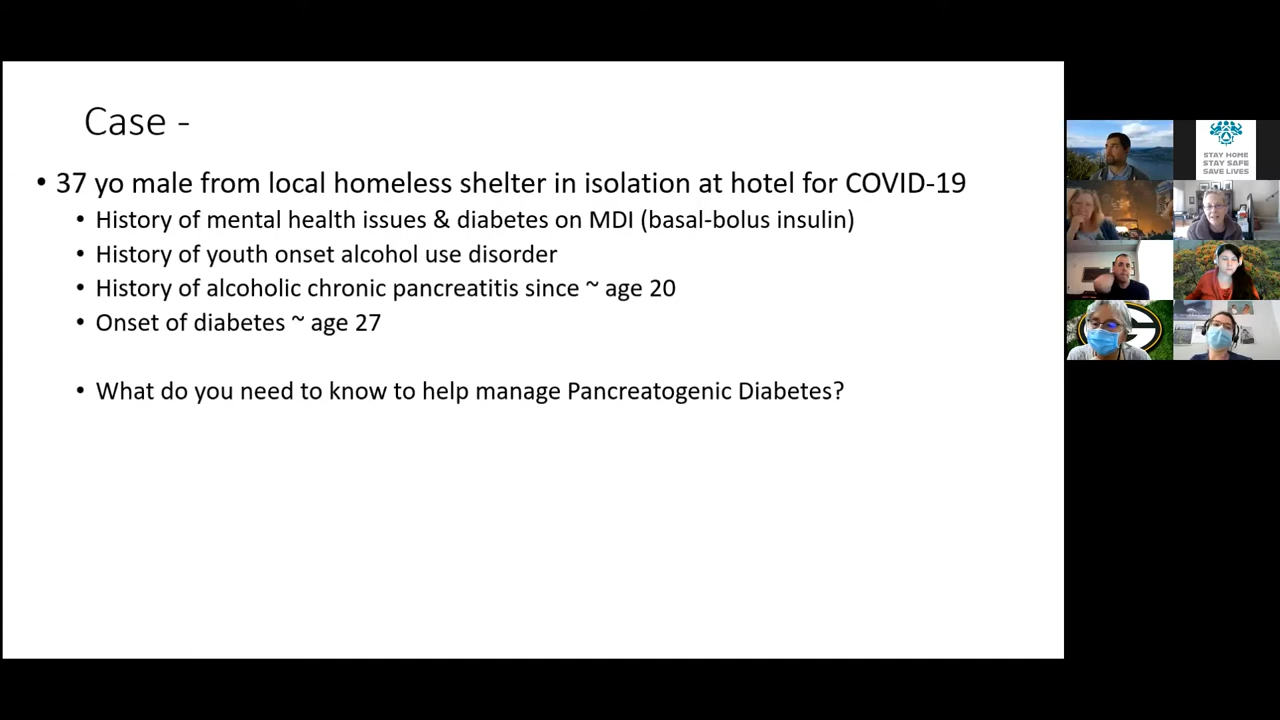 Case -
• 37 yo male from local homeless shelter in isolation at hotel for COVID-19
• History of mental health issues & diabetes on MDI (basal-bolus insulin)
• History of youth onset alcohol use disorder
• History of alcoholic chronic pancreatitis since ~ age 20
• Onset of diabetes ~ age 27
• What do you need to know to help manage Pancreatogenic Diabetes?
STAY HOME
STAY SAFE
SAVE LIVES
G